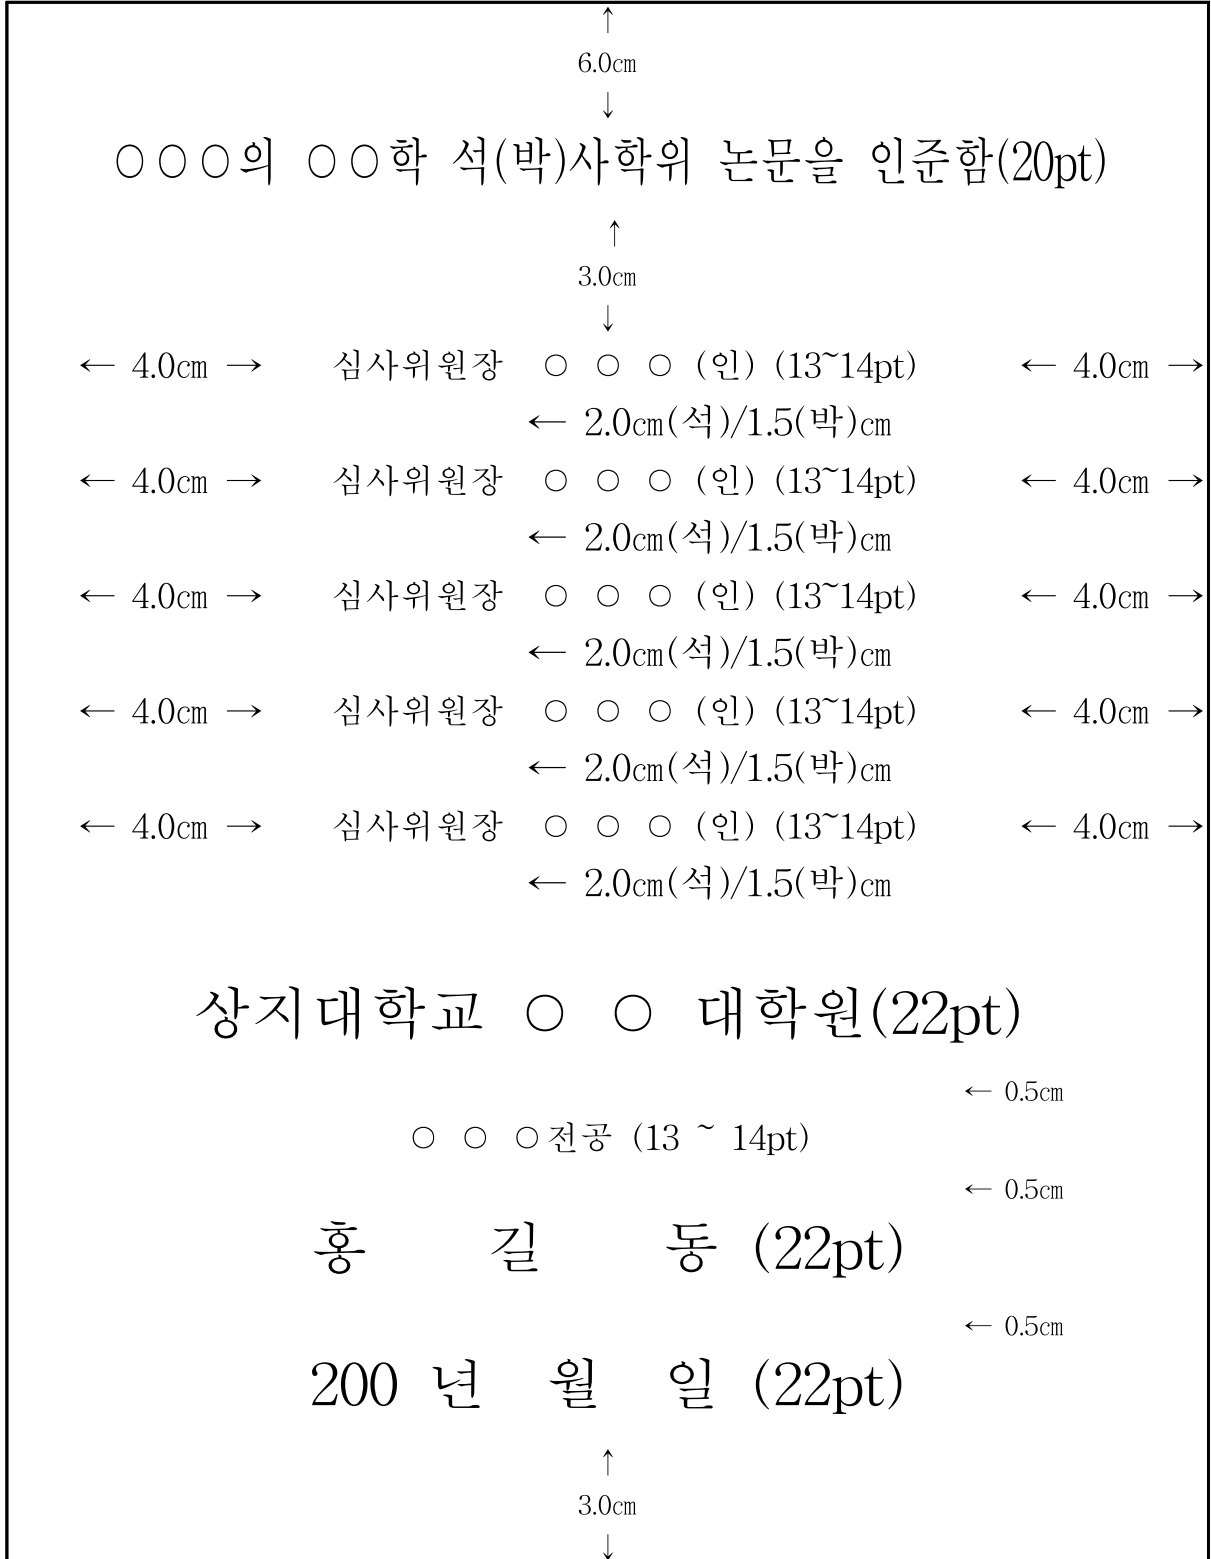 ↑
6.0㎝
↓
○○○의 ○○학 석(박)사학위 논문을 인준함(20pt)
↑
3.0㎝
↓
← 4.0㎝ → 심사위원장 ○ ○ ○ (인) (13~14pt) ← 4.0㎝ →
← 2.0㎝(석)/1.5(박)㎝
← 4.0㎝ → 심사위원장 ○ ○ ○ (인) (13~14pt) ← 4.0㎝ →
← 2.0㎝(석)/1.5(박)㎝
← 4.0㎝ → 심사위원장 ○ ○ ○ (인) (13~14pt) ← 4.0㎝ →
← 2.0㎝(석)/1.5(박)㎝
← 4.0㎝ → 심사위원장 ○ ○ ○ (인) (13~14pt) ← 4.0㎝ →
← 2.0㎝(석)/1.5(박)㎝
← 4.0㎝ → 심사위원장 ○ ○ ○ (인) (13~14pt) ← 4.0㎝ →
← 2.0㎝(석)/1.5(박)㎝
상지대학교 ○ ○ 대학원(22pt)
← 0.5㎝
○ ○ ○전공 (13 ~ 14pt)
← 0.5㎝
홍 길 동 (22pt)
← 0.5㎝
200 년 월 일 (22pt)
↑
3.0㎝
↓